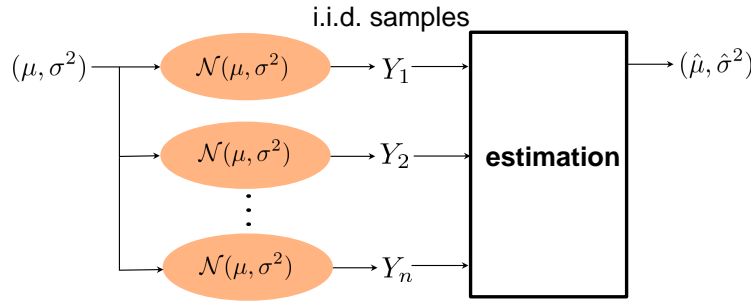 i.i.d. samples
(μ, σ²) 𝒩(μ, σ²) Y₁ (μ̂, σ̂²)
𝒩(μ, σ²) Y₂ estimation
𝒩(μ, σ²) Yₙ